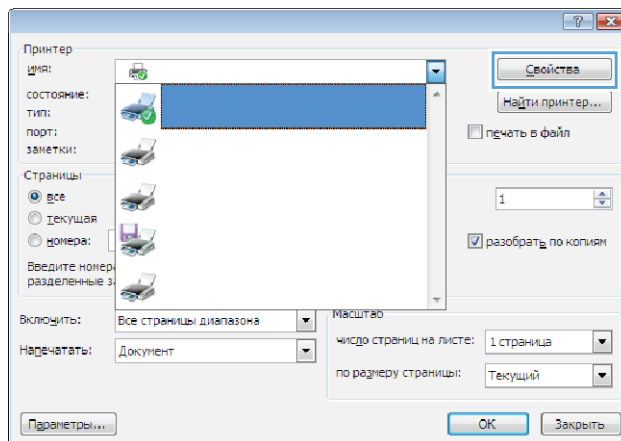 Принтер
имя:
Свойства
состояние:
Найти принтер...
тип:
порт:
печать в файл
заметки:
Страницы
все
1
текущая
номера:
разобрать по копиям
Введите номер
разделенные з
Включить:
Все страницы диапазона
Масштаб
Напечатать:
Документ
число страниц на листе:
1 страница
по размеру страницы:
Текущий
Параметры...
ОК
Закрыть